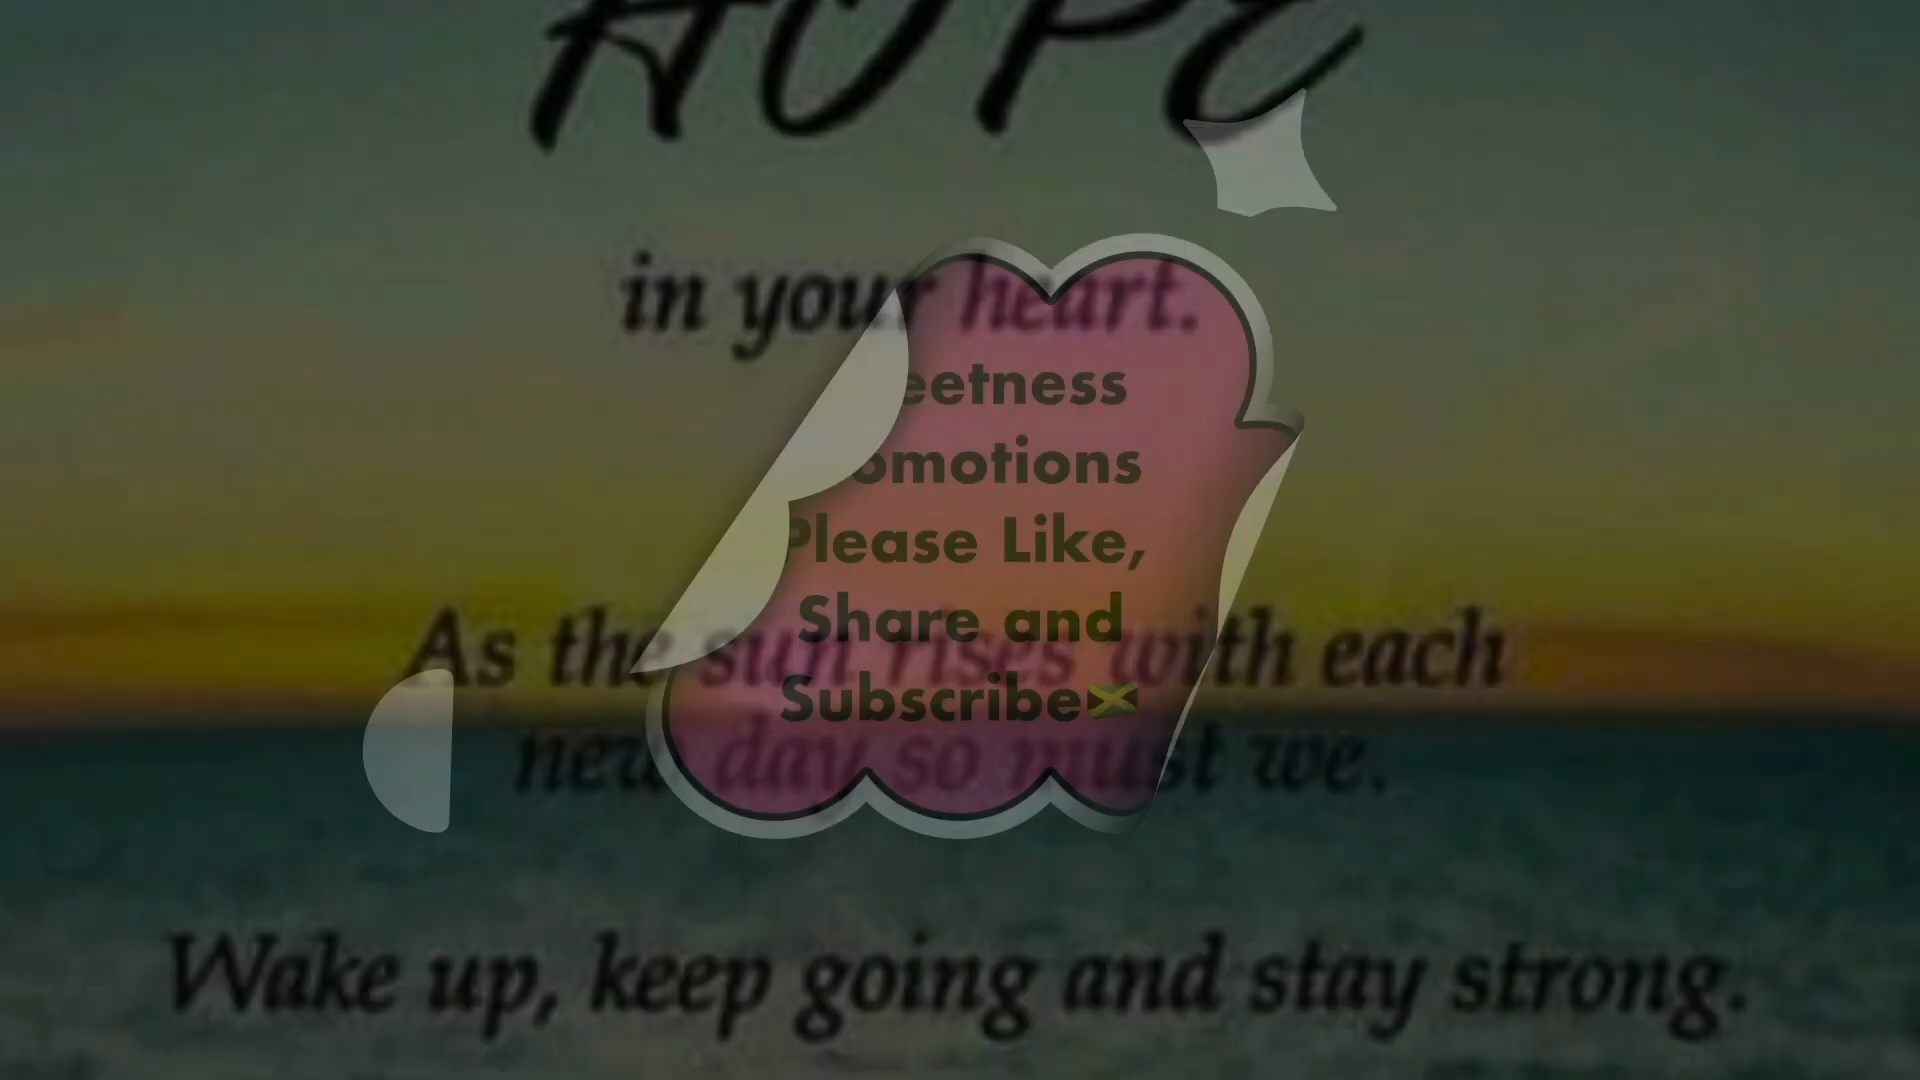 HOPE
in your heart.
eetness
omotions
Please Like,
Share and
Subscribe🇯🇲
As the sun rises with each
new day so must we.
Wake up, keep going and stay strong.